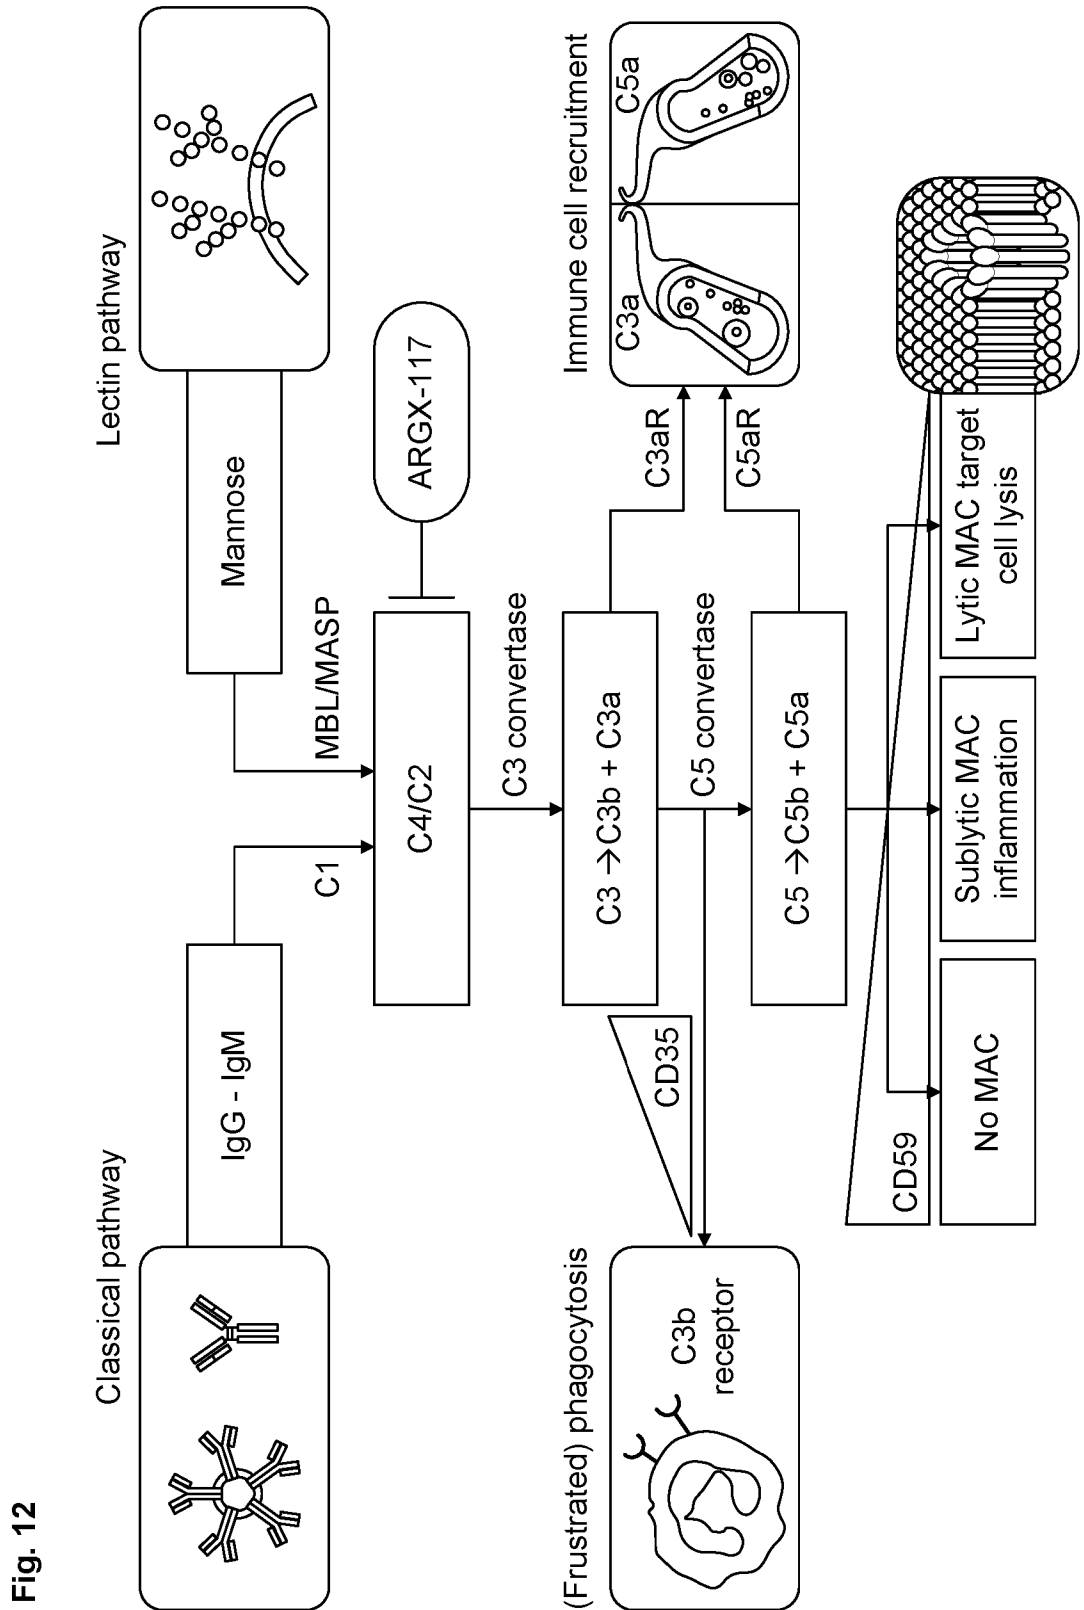 Fig. 12
Classical pathway
Lectin pathway
IgG - IgM
Mannose
C1
MBL/MASP
C4/C2
ARGX-117
C3 convertase
(Frustrated) phagocytosis
Immune cell recruitment
C3b
receptor
CD35
C3 →C3b + C3a
C3aR
C3a
C5a
C5 convertase
C5aR
C5 →C5b + C5a
CD59
No MAC
Sublytic MAC
inflammation
Lytic MAC target
cell lysis